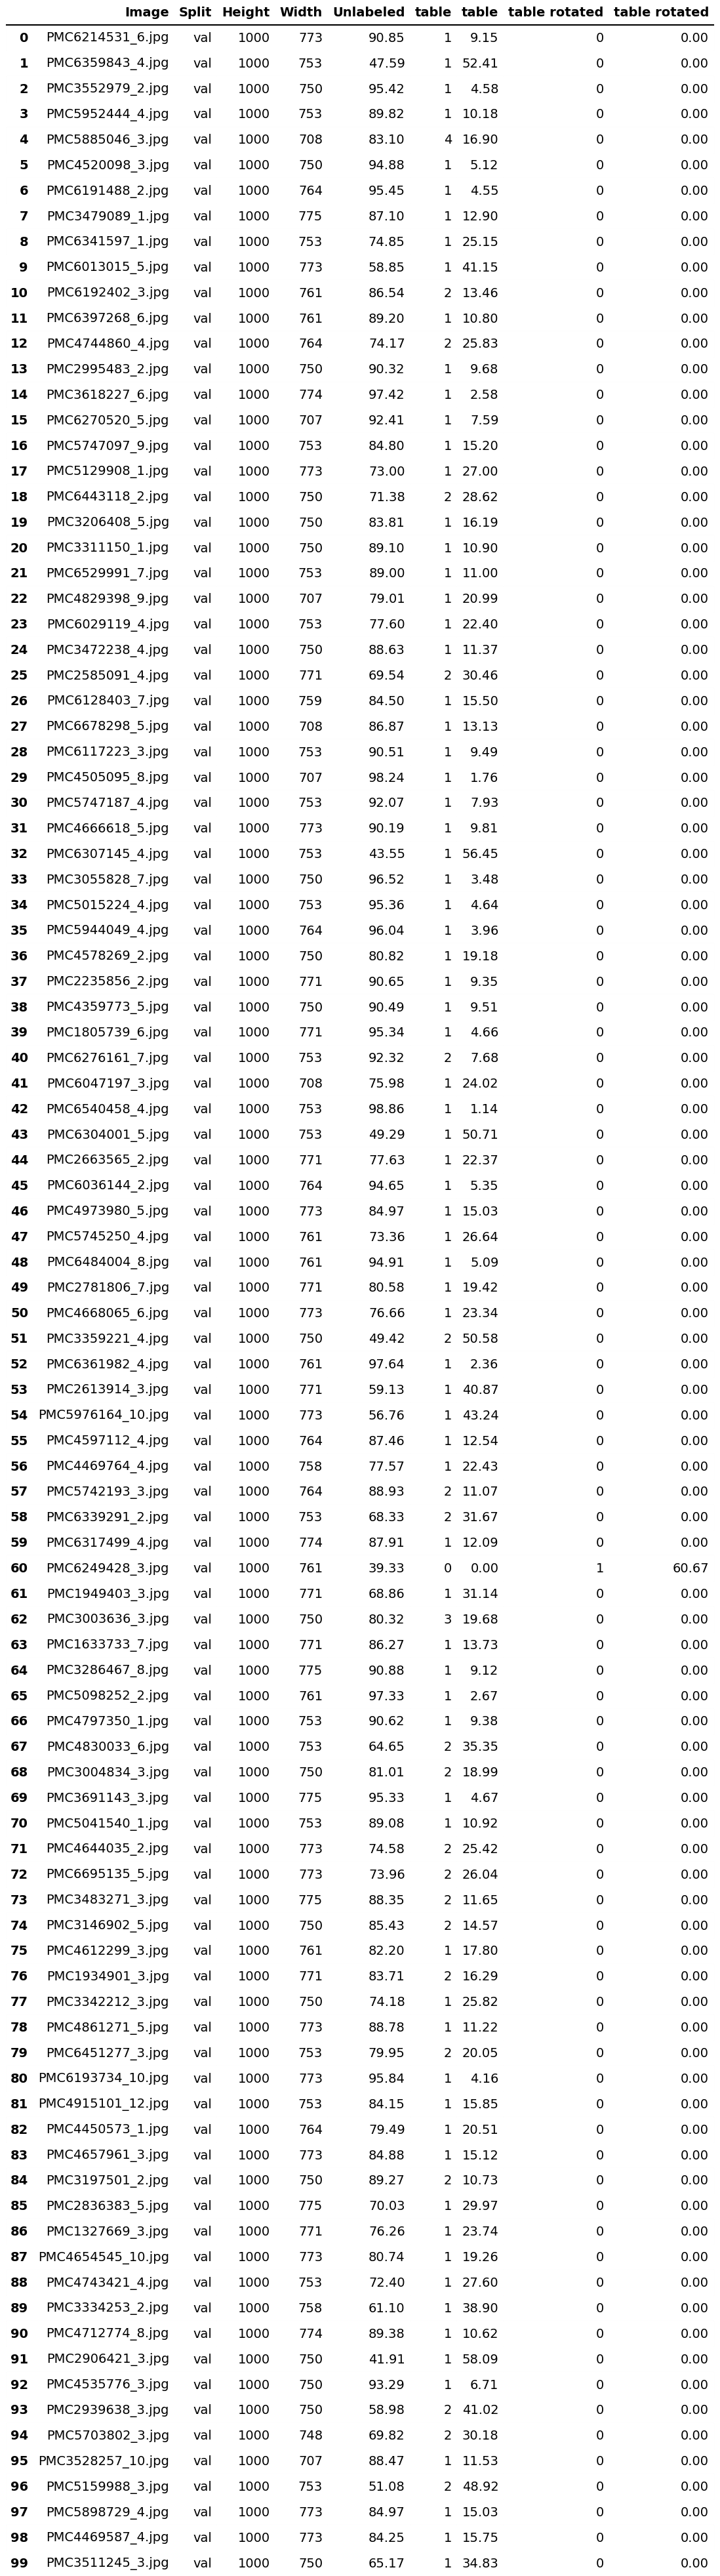 Image Split Height Width Unlabeled table table table rotated table rotated
0 PMC6214531_6.jpg val 1000 773 90.85 1 9.15 0 0.00
1 PMC6359843_4.jpg val 1000 753 47.59 1 52.41 0 0.00
2 PMC3552979_2.jpg val 1000 750 95.42 1 4.58 0 0.00
3 PMC5952444_4.jpg val 1000 753 89.82 1 10.18 0 0.00
4 PMC5885046_3.jpg val 1000 708 83.10 4 16.90 0 0.00
5 PMC4520098_3.jpg val 1000 750 94.88 1 5.12 0 0.00
6 PMC6191488_2.jpg val 1000 764 95.45 1 4.55 0 0.00
7 PMC3479089_1.jpg val 1000 775 87.10 1 12.90 0 0.00
8 PMC6341597_1.jpg val 1000 753 74.85 1 25.15 0 0.00
9 PMC6013015_5.jpg val 1000 773 58.85 1 41.15 0 0.00
10 PMC6192402_3.jpg val 1000 761 86.54 2 13.46 0 0.00
11 PMC6397268_6.jpg val 1000 761 89.20 1 10.80 0 0.00
12 PMC4744860_4.jpg val 1000 764 74.17 2 25.83 0 0.00
13 PMC2995483_2.jpg val 1000 750 90.32 1 9.68 0 0.00
14 PMC3618227_6.jpg val 1000 774 97.42 1 2.58 0 0.00
15 PMC6270520_5.jpg val 1000 707 92.41 1 7.59 0 0.00
16 PMC5747097_9.jpg val 1000 753 84.80 1 15.20 0 0.00
17 PMC5129908_1.jpg val 1000 773 73.00 1 27.00 0 0.00
18 PMC6443118_2.jpg val 1000 750 71.38 2 28.62 0 0.00
19 PMC3206408_5.jpg val 1000 750 83.81 1 16.19 0 0.00
20 PMC3311150_1.jpg val 1000 750 89.10 1 10.90 0 0.00
21 PMC6529991_7.jpg val 1000 753 89.00 1 11.00 0 0.00
22 PMC4829398_9.jpg val 1000 707 79.01 1 20.99 0 0.00
23 PMC6029119_4.jpg val 1000 753 77.60 1 22.40 0 0.00
24 PMC3472238_4.jpg val 1000 750 88.63 1 11.37 0 0.00
25 PMC2585091_4.jpg val 1000 771 69.54 2 30.46 0 0.00
26 PMC6128403_7.jpg val 1000 759 84.50 1 15.50 0 0.00
27 PMC6678298_5.jpg val 1000 708 86.87 1 13.13 0 0.00
28 PMC6117223_3.jpg val 1000 753 90.51 1 9.49 0 0.00
29 PMC4505095_8.jpg val 1000 707 98.24 1 1.76 0 0.00
30 PMC5747187_4.jpg val 1000 753 92.07 1 7.93 0 0.00
31 PMC4666618_5.jpg val 1000 773 90.19 1 9.81 0 0.00
32 PMC6307145_4.jpg val 1000 753 43.55 1 56.45 0 0.00
33 PMC3055828_7.jpg val 1000 750 96.52 1 3.48 0 0.00
34 PMC5015224_4.jpg val 1000 753 95.36 1 4.64 0 0.00
35 PMC5944049_4.jpg val 1000 764 96.04 1 3.96 0 0.00
36 PMC4578269_2.jpg val 1000 750 80.82 1 19.18 0 0.00
37 PMC2235856_2.jpg val 1000 771 90.65 1 9.35 0 0.00
38 PMC4359773_5.jpg val 1000 750 90.49 1 9.51 0 0.00
39 PMC1805739_6.jpg val 1000 771 95.34 1 4.66 0 0.00
40 PMC6276161_7.jpg val 1000 753 92.32 2 7.68 0 0.00
41 PMC6047197_3.jpg val 1000 708 75.98 1 24.02 0 0.00
42 PMC6540458_4.jpg val 1000 753 98.86 1 1.14 0 0.00
43 PMC6304001_5.jpg val 1000 753 49.29 1 50.71 0 0.00
44 PMC2663565_2.jpg val 1000 771 77.63 1 22.37 0 0.00
45 PMC6036144_2.jpg val 1000 764 94.65 1 5.35 0 0.00
46 PMC4973980_5.jpg val 1000 773 84.97 1 15.03 0 0.00
47 PMC5745250_4.jpg val 1000 761 73.36 1 26.64 0 0.00
48 PMC6484004_8.jpg val 1000 761 94.91 1 5.09 0 0.00
49 PMC2781806_7.jpg val 1000 771 80.58 1 19.42 0 0.00
50 PMC4668065_6.jpg val 1000 773 76.66 1 23.34 0 0.00
51 PMC3359221_4.jpg val 1000 750 49.42 2 50.58 0 0.00
52 PMC6361982_4.jpg val 1000 761 97.64 1 2.36 0 0.00
53 PMC2613914_3.jpg val 1000 771 59.13 1 40.87 0 0.00
54 PMC5976164_10.jpg val 1000 773 56.76 1 43.24 0 0.00
55 PMC4597112_4.jpg val 1000 764 87.46 1 12.54 0 0.00
56 PMC4469764_4.jpg val 1000 758 77.57 1 22.43 0 0.00
57 PMC5742193_3.jpg val 1000 764 88.93 2 11.07 0 0.00
58 PMC6339291_2.jpg val 1000 753 68.33 2 31.67 0 0.00
59 PMC6317499_4.jpg val 1000 774 87.91 1 12.09 0 0.00
60 PMC6249428_3.jpg val 1000 761 39.33 0 0.00 1 60.67
61 PMC1949403_3.jpg val 1000 771 68.86 1 31.14 0 0.00
62 PMC3003636_3.jpg val 1000 750 80.32 3 19.68 0 0.00
63 PMC1633733_7.jpg val 1000 771 86.27 1 13.73 0 0.00
64 PMC3286467_8.jpg val 1000 775 90.88 1 9.12 0 0.00
65 PMC5098252_2.jpg val 1000 761 97.33 1 2.67 0 0.00
66 PMC4797350_1.jpg val 1000 753 90.62 1 9.38 0 0.00
67 PMC4830033_6.jpg val 1000 753 64.65 2 35.35 0 0.00
68 PMC3004834_3.jpg val 1000 750 81.01 2 18.99 0 0.00
69 PMC3691143_3.jpg val 1000 775 95.33 1 4.67 0 0.00
70 PMC5041540_1.jpg val 1000 753 89.08 1 10.92 0 0.00
71 PMC4644035_2.jpg val 1000 773 74.58 2 25.42 0 0.00
72 PMC6695135_5.jpg val 1000 773 73.96 2 26.04 0 0.00
73 PMC3483271_3.jpg val 1000 775 88.35 2 11.65 0 0.00
74 PMC3146902_5.jpg val 1000 750 85.43 2 14.57 0 0.00
75 PMC4612299_3.jpg val 1000 761 82.20 1 17.80 0 0.00
76 PMC1934901_3.jpg val 1000 771 83.71 2 16.29 0 0.00
77 PMC3342212_3.jpg val 1000 750 74.18 1 25.82 0 0.00
78 PMC4861271_5.jpg val 1000 773 88.78 1 11.22 0 0.00
79 PMC6451277_3.jpg val 1000 753 79.95 2 20.05 0 0.00
80 PMC6193734_10.jpg val 1000 773 95.84 1 4.16 0 0.00
81 PMC4915101_12.jpg val 1000 753 84.15 1 15.85 0 0.00
82 PMC4450573_1.jpg val 1000 764 79.49 1 20.51 0 0.00
83 PMC4657961_3.jpg val 1000 773 84.88 1 15.12 0 0.00
84 PMC3197501_2.jpg val 1000 750 89.27 2 10.73 0 0.00
85 PMC2836383_5.jpg val 1000 775 70.03 1 29.97 0 0.00
86 PMC1327669_3.jpg val 1000 771 76.26 1 23.74 0 0.00
87 PMC4654545_10.jpg val 1000 773 80.74 1 19.26 0 0.00
88 PMC4743421_4.jpg val 1000 753 72.40 1 27.60 0 0.00
89 PMC3334253_2.jpg val 1000 758 61.10 1 38.90 0 0.00
90 PMC4712774_8.jpg val 1000 774 89.38 1 10.62 0 0.00
91 PMC2906421_3.jpg val 1000 750 41.91 1 58.09 0 0.00
92 PMC4535776_3.jpg val 1000 750 93.29 1 6.71 0 0.00
93 PMC2939638_3.jpg val 1000 750 58.98 2 41.02 0 0.00
94 PMC5703802_3.jpg val 1000 748 69.82 2 30.18 0 0.00
95 PMC3528257_10.jpg val 1000 707 88.47 1 11.53 0 0.00
96 PMC5159988_3.jpg val 1000 753 51.08 2 48.92 0 0.00
97 PMC5898729_4.jpg val 1000 773 84.97 1 15.03 0 0.00
98 PMC4469587_4.jpg val 1000 773 84.25 1 15.75 0 0.00
99 PMC3511245_3.jpg val 1000 750 65.17 1 34.83 0 0.00